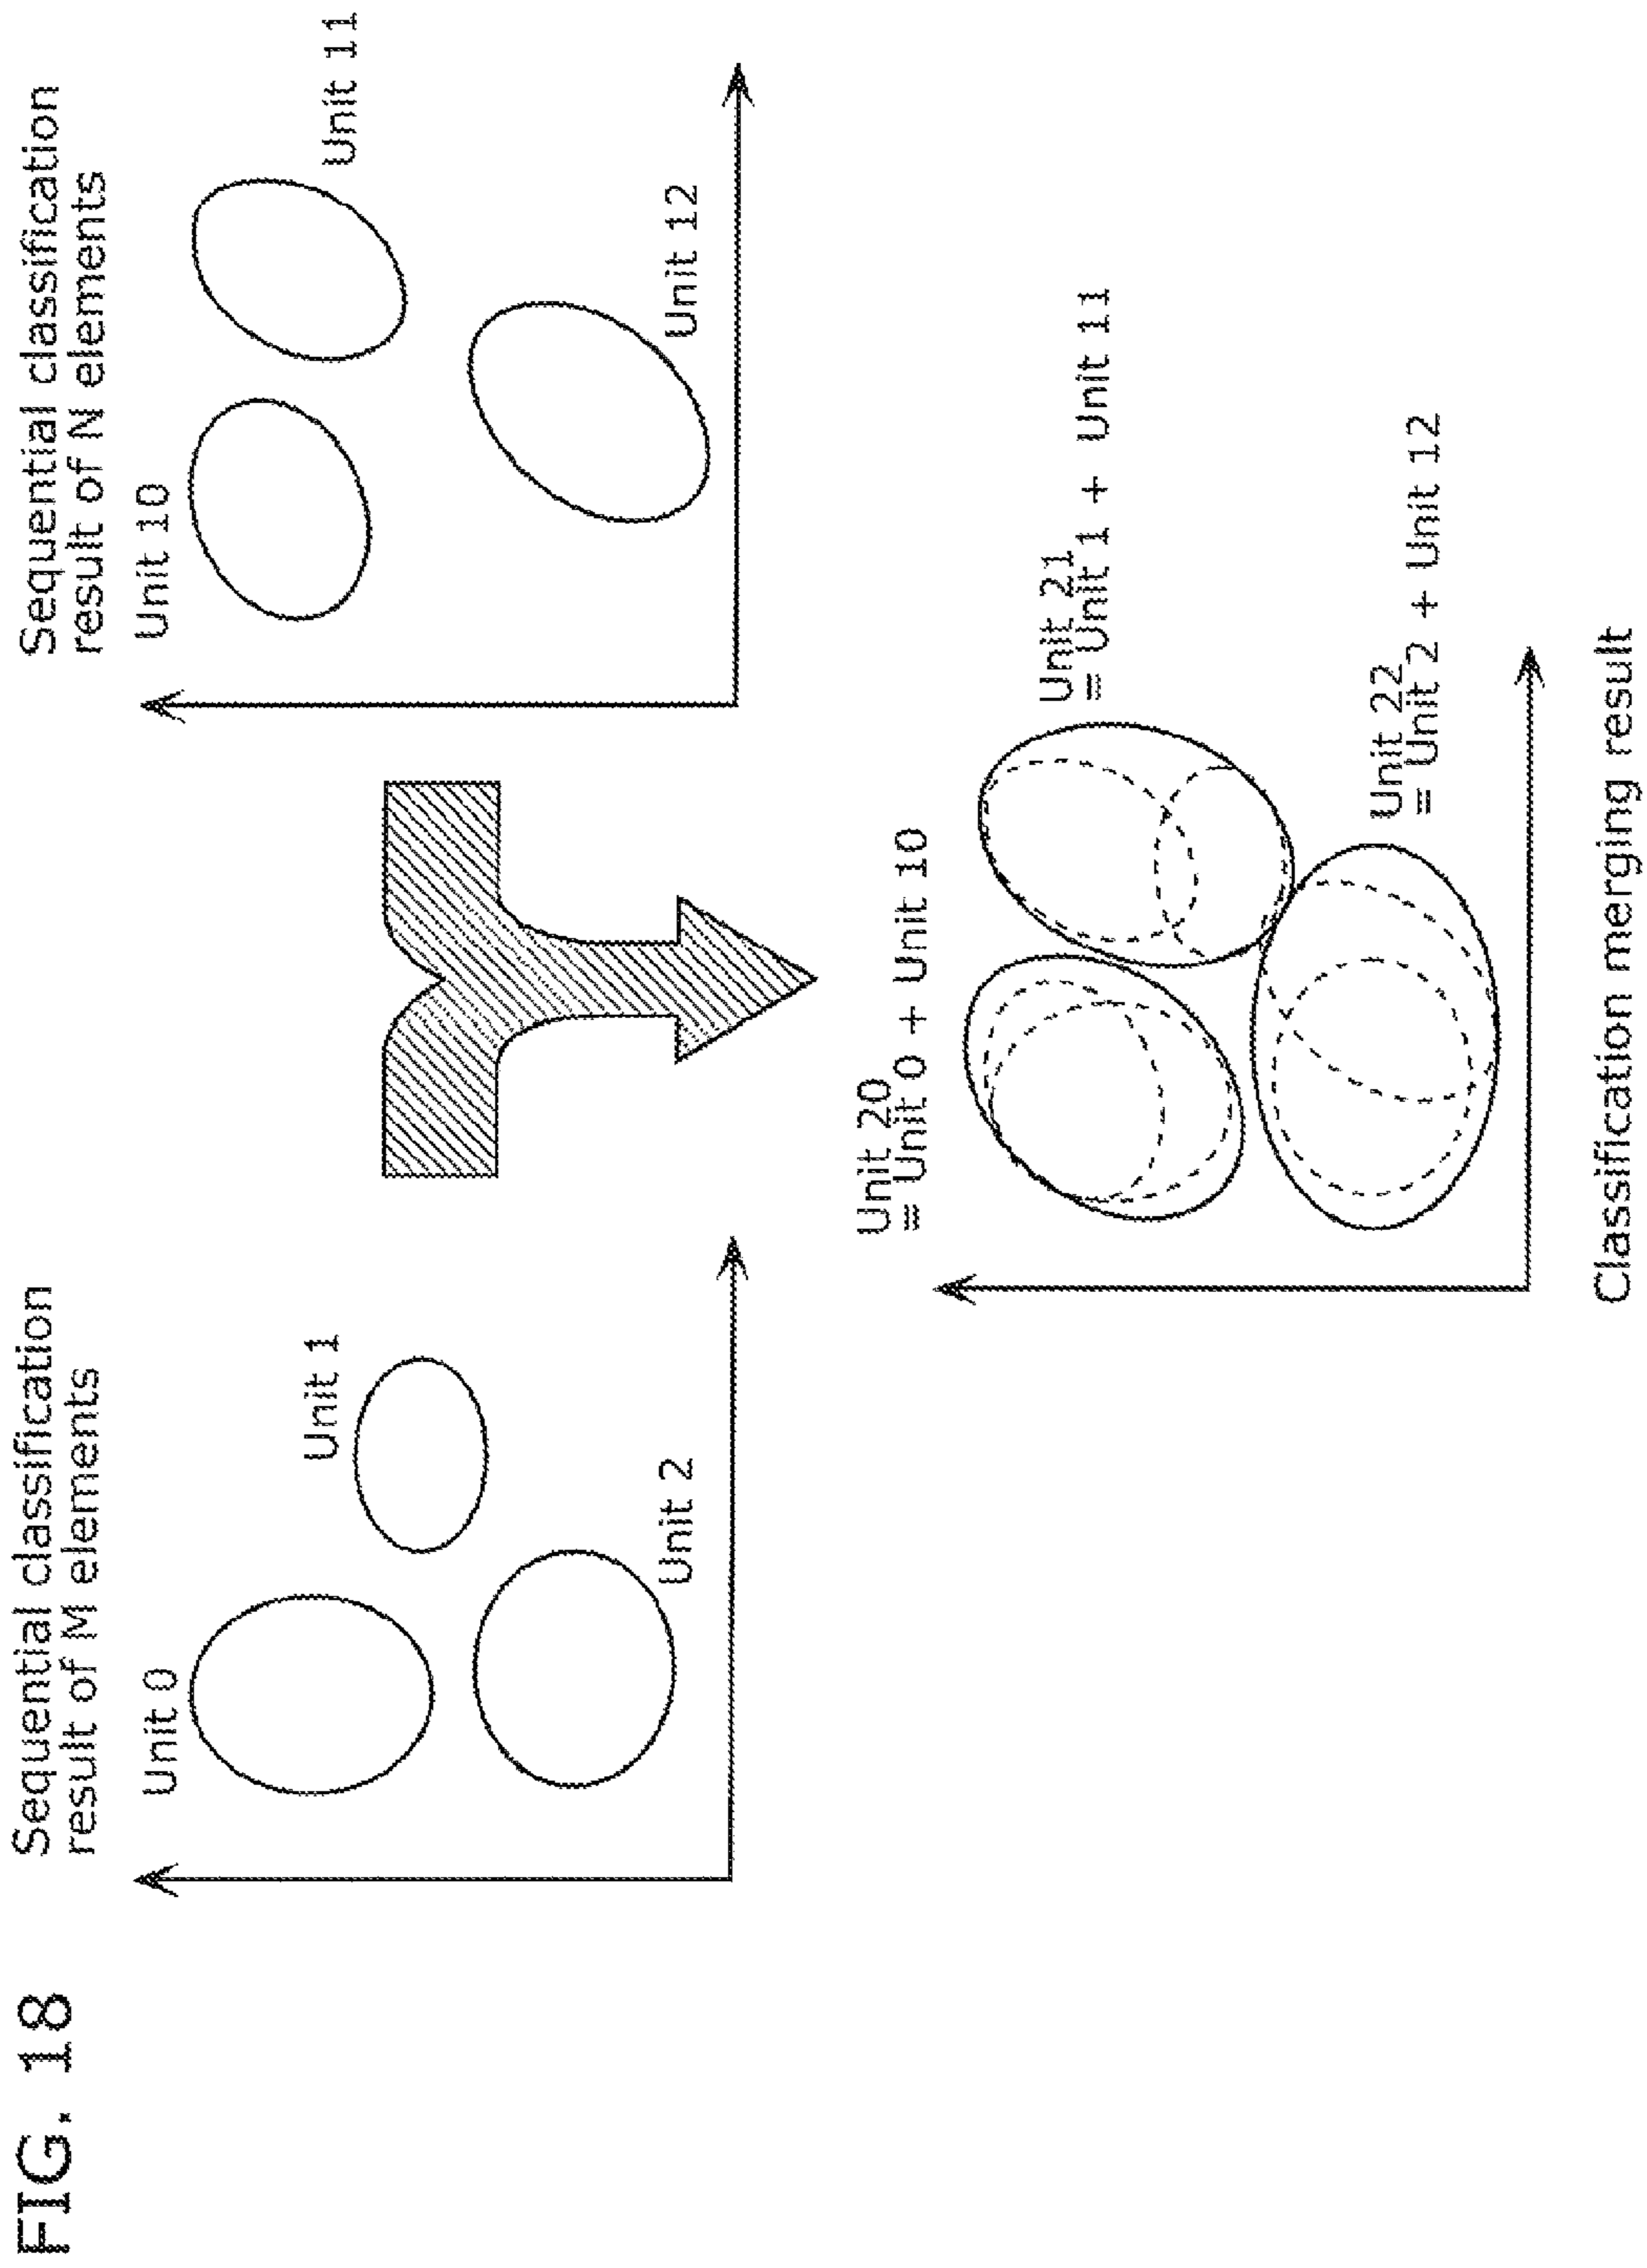 FIG. 18
Sequential classification
result of M elements
Unit 0
Unit 1
Unit 2
Sequential classification
result of N elements
Unit 10
Unit 11
Unit 12
Unit 20
= Unit 0 + Unit 10
Unit 21
= Unit 1 + Unit 11
Unit 22
= Unit 2 + Unit 12
Classification merging result